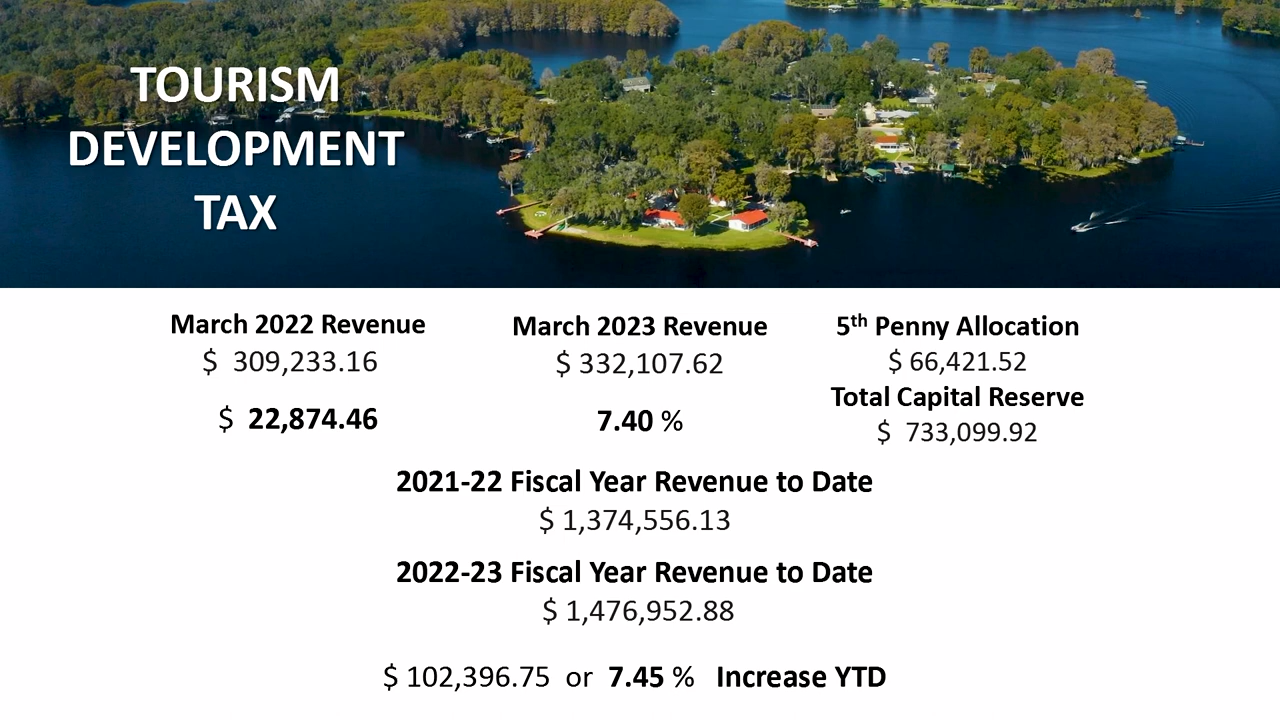 TOURISM
DEVELOPMENT
TAX
March 2022 Revenue
$ 309,233.16
$ 22,874.46
March 2023 Revenue
$ 332,107.62
7.40 %
5th Penny Allocation
$ 66,421.52
Total Capital Reserve
$ 733,099.92
2021-22 Fiscal Year Revenue to Date
$ 1,374,556.13
2022-23 Fiscal Year Revenue to Date
$ 1,476,952.88
$ 102,396.75 or 7.45 % Increase YTD